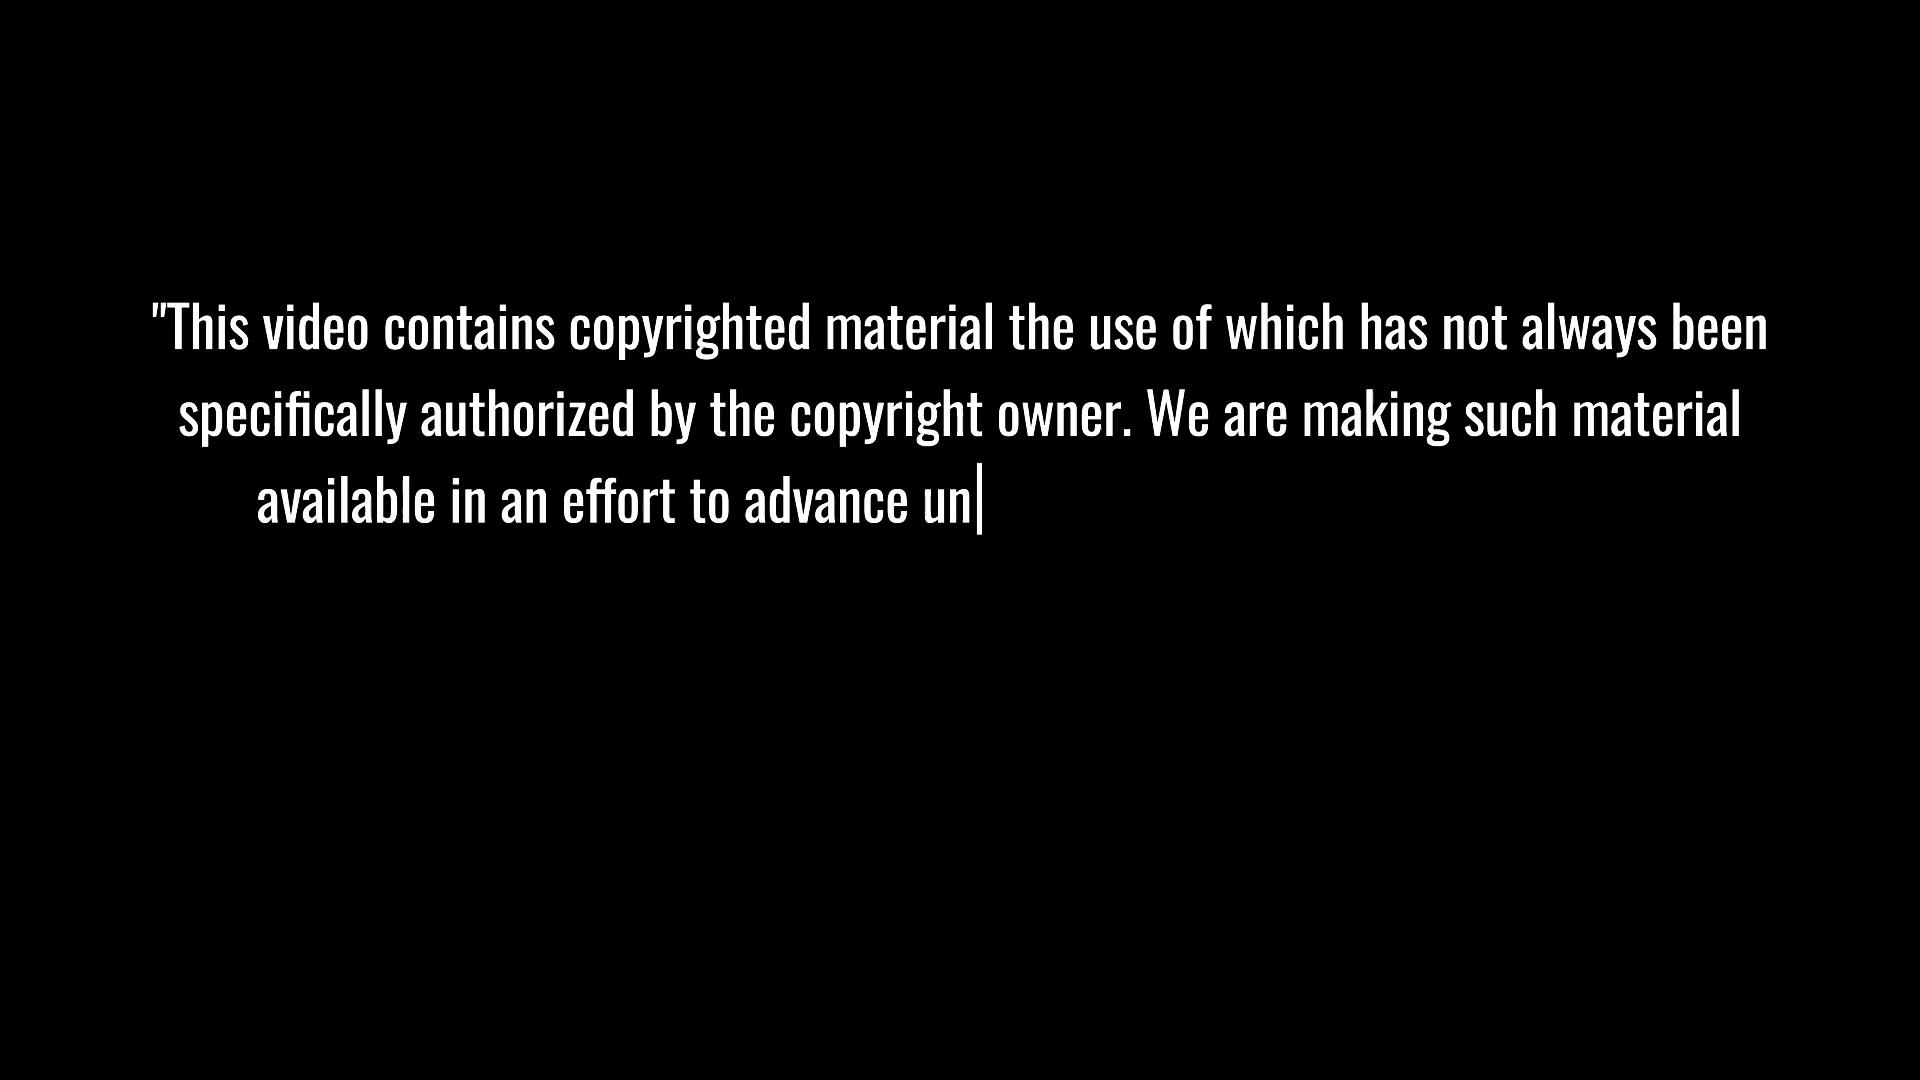 "This video contains copyrighted material the use of which has not always been
specifically authorized by the copyright owner. We are making such material
available in an effort to advance un